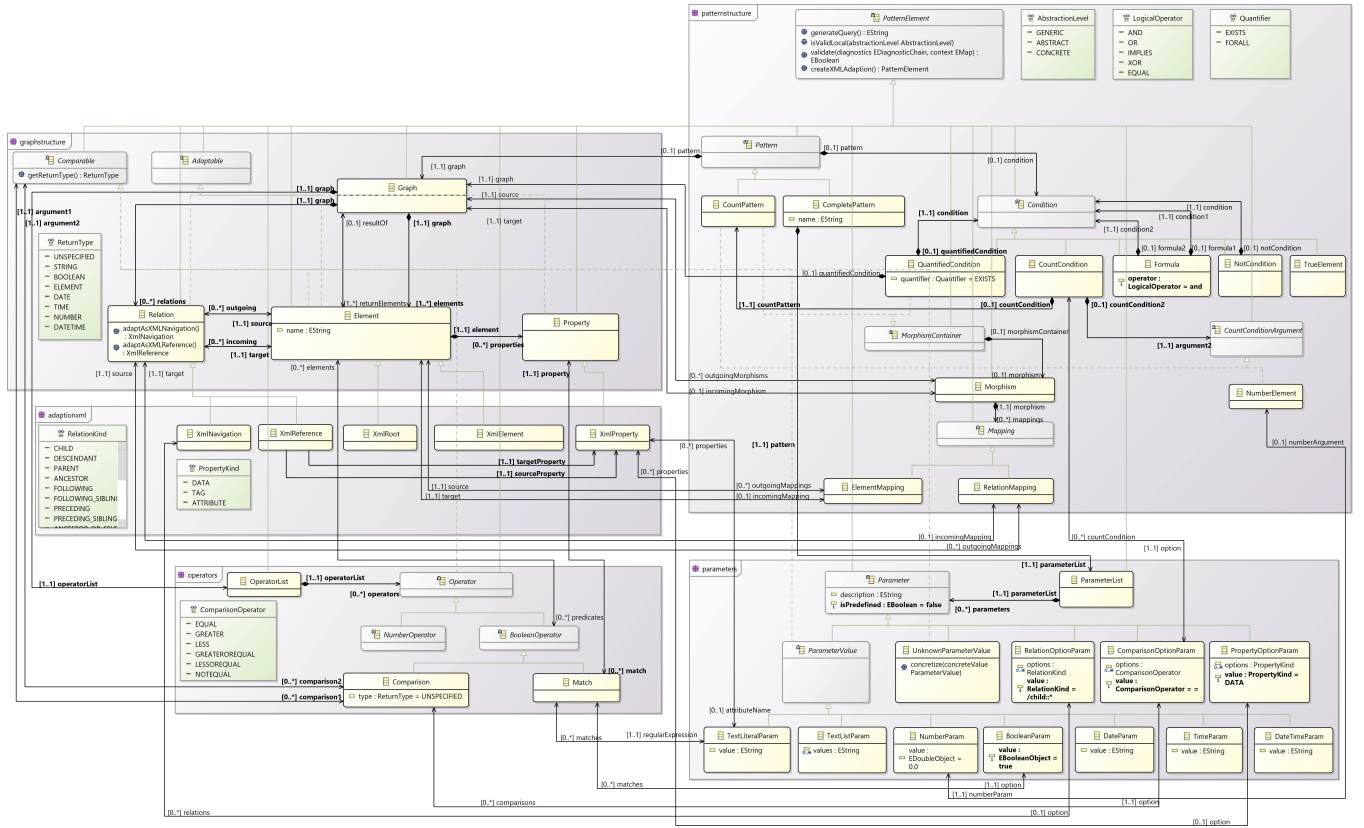 patternstructure
PatternElement
generateQuery() : EString
isValidLocal(abstractionLevel AbstractionLevel)
validate(diagnostics EDiagnosticChain, context EMap) :
EBoolean
createXMLAdaption() : PatternElement
AbstractionLevel
GENERIC
ABSTRACT
CONCRETE
LogicalOperator
AND
OR
IMPLIES
XOR
EQUAL
Quantifier
EXISTS
FORALL
graphstructure
Comparable
getReturnType() : ReturnType
Adaptable
Graph
[0..1] pattern
[0..1] graph
[1..1] graph
[1..1] graph
[0..1] graph
[1..1] source
[1..1] target
[0..1] resultOf
[1..1] graph
[1..1] argument1
[1..1] argument2
ReturnType
UNSPECIFIED
STRING
BOOLEAN
ELEMENT
DATE
TIME
NUMBER
DATETIME
Pattern
[0..1] pattern
[0..1] condition
CountPattern
CompletePattern
name : EString
Condition
[1..1] condition
[1..1] condition
[1..1] condition1
[1..1] condition2
[0..1] quantifiedCondition
[0..1] formula2
[0..1] formula1
[0..1] notCondition
QuantifiedCondition
quantifier : Quantifier = EXISTS
CountCondition
Formula
operator :
LogicalOperator = and
NotCondition
TrueElement
[0..1] quantifiedCondition
[1..1] countPattern
[0..1] countCondition
[0..1] countCondition2
[0..*] relations
[0..*] outgoing
[1..*] returnElements
[1..*] elements
Relation
adaptAsXMLNavigation()
: XmlNavigation
adaptAsXMLReference()
: XmlReference
[1..1] source
[0..*] incoming
[1..1] target
Element
name : EString
[1..1] element
[0..*] properties
Property
[1..1] source
[1..1] target
[0..*] elements
[1..1] property
MorphismContainer
[0..1] morphismContainer
CountConditionArgument
[1..1] argument2
[0..*] outgoingMorphisms
[0..1] incomingMorphism
[0..1] morphism
Morphism
[1..1] morphism
[0..*] mappings
Mapping
NumberElement
[0..1] numberArgument
adaptionxml
RelationKind
CHILD
DESCENDANT
PARENT
ANCESTOR
FOLLOWING
FOLLOWING_SIBLING
PRECEDING
PRECEDING_SIBLING
XmlNavigation
XmlReference
XmlRoot
XmlElement
XmlProperty
[0..*] properties
[1..1] pattern
PropertyKind
DATA
TAG
ATTRIBUTE
[1..1] targetProperty
[1..1] sourceProperty
[0..*] properties
[1..1] source
[1..1] target
[0..*] outgoingMappings
[0..1] incomingMapping
ElementMapping
RelationMapping
[0..1] incomingMapping
[0..*] outgoingMappings
[0..*] countCondition
[1..1] option
operators
OperatorList
[1..1] operatorList
[1..1] operatorList
[0..*] operators
Operator
ComparisonOperator
EQUAL
GREATER
LESS
GREATEROREQUAL
LESSOREQUAL
NOTEQUAL
NumberOperator
BooleanOperator
[0..*] predicates
[0..*] match
Comparison
type : ReturnType = UNSPECIFIED
Match
[0..*] comparison2
[0..*] comparison1
parameters
Parameter
description : EString
isPredefined : EBoolean = false
[1..1] parameterList
[1..1] parameterList
[0..*] parameters
ParameterList
ParameterValue
UnknownParameterValue
concretize(concreteValue
ParameterValue)
RelationOptionParam
options :
RelationKind
value :
RelationKind =
/child::*
ComparisonOptionParam
options :
ComparisonOperator
value :
ComparisonOperator = =
PropertyOptionParam
options : PropertyKind
value : PropertyKind =
DATA
[0..1] attributeName
[1..1] regularExpression
[0..*] matches
TextLiteralParam
value : EString
TextListParam
values : EString
NumberParam
value :
EDoubleObject =
0.0
BooleanParam
value :
EBooleanObject =
true
DateParam
value : EString
TimeParam
value : EString
DateTimeParam
value : EString
[0..*] matches
[1..1] option
[1..1] numberParam
[0..*] comparisons
[1..1] option
[0..*] relations
[0..1] option
[0..1] option